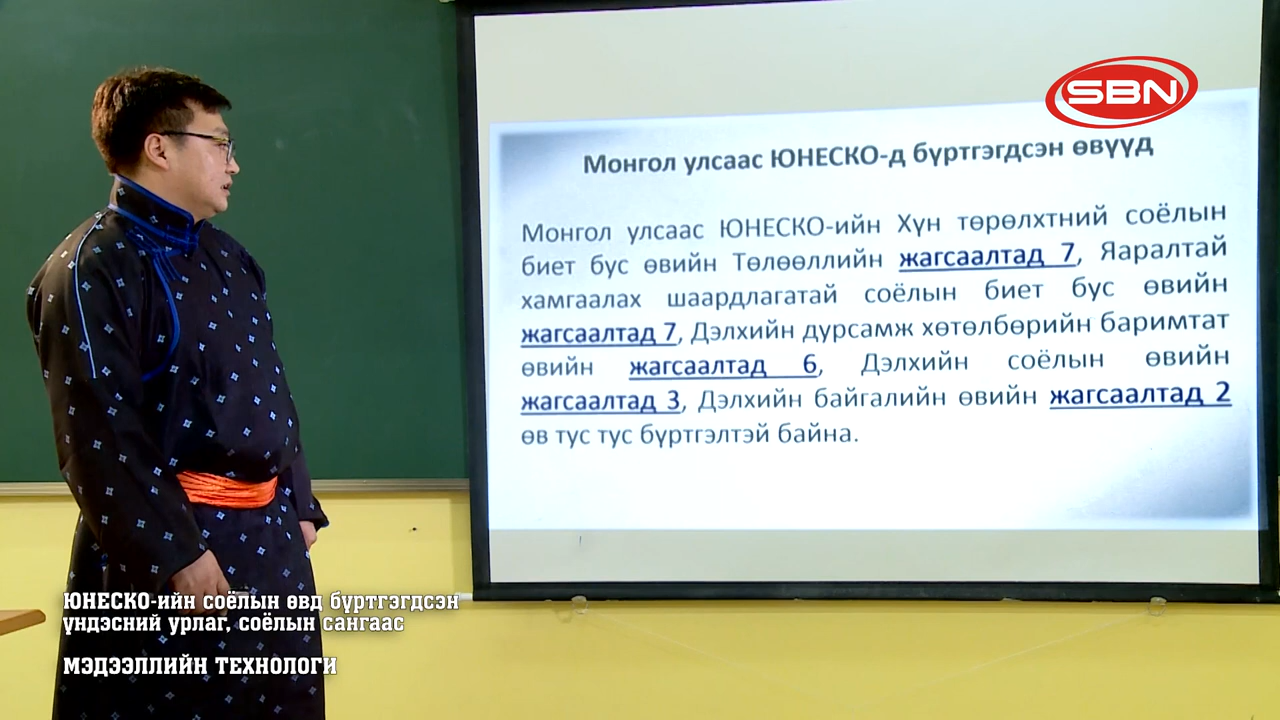 SBN
Монгол улсаас ЮНЕСКО-д бүртгэгдсэн өвүүд
Монгол улсаас ЮНЕСКО-ийн Хүн төрөлхтний соёлын
биет бус өвийн Төлөөллийн жагсаалтад 7, Яаралтай
хамгаалах шаардлагатай соёлын биет бус өвийн
жагсаалтад 7, Дэлхийн дурсамж хөтөлбөрийн баримтат
өвийн жагсаалтад 6, Дэлхийн соёлын өвийн
жагсаалтад 3, Дэлхийн байгалийн өвийн жагсаалтад 2
өв тус тус бүртгэлтэй байна.
ЮНЕСКО-ийн соёлын өвд бүртгэгдсэн
үндэсний урлаг, соёлын сангаас
МЭДЭЭЛЛИЙН ТЕХНОЛОГИ